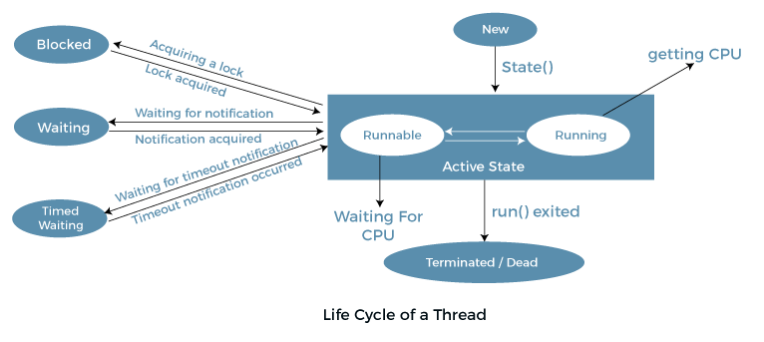 New
Blocked
Acquiring a lock
Lock acquired
State()
getting CPU
Waiting
Waiting for notification
Notification acquired
Runnable
Running
Active State
Waiting for timeout notification
Timeout notification occurred
Timed
Waiting
Waiting For
CPU
run() exited
Terminated / Dead
Life Cycle of a Thread